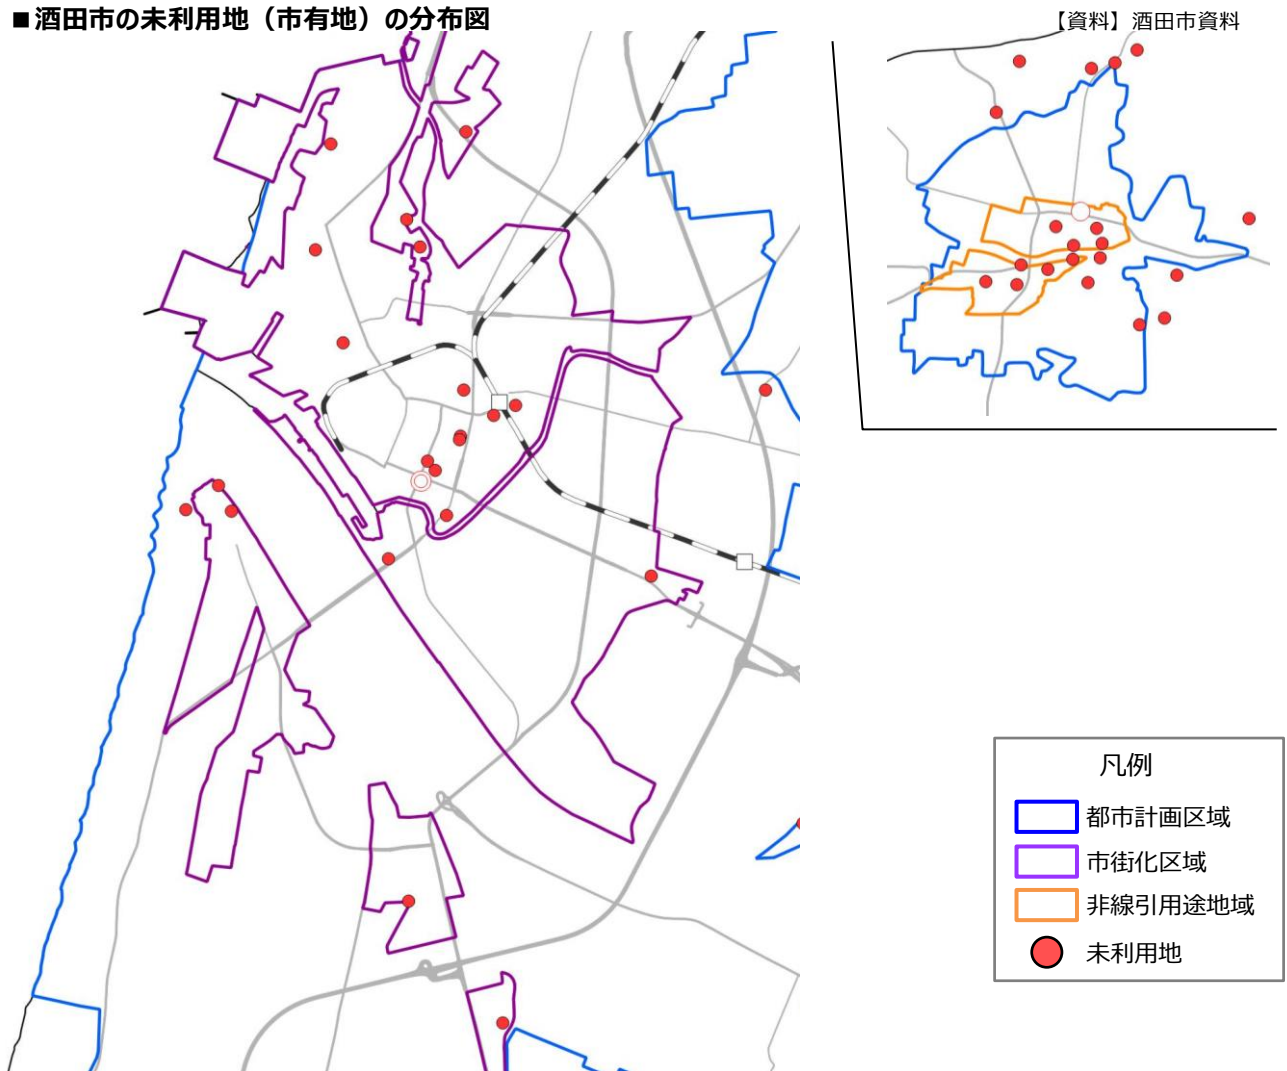 ■酒田市の未利用地（市有地）の分布図
【資料】酒田市資料
凡例
都市計画区域
市街化区域
非線引用途地域
未利用地